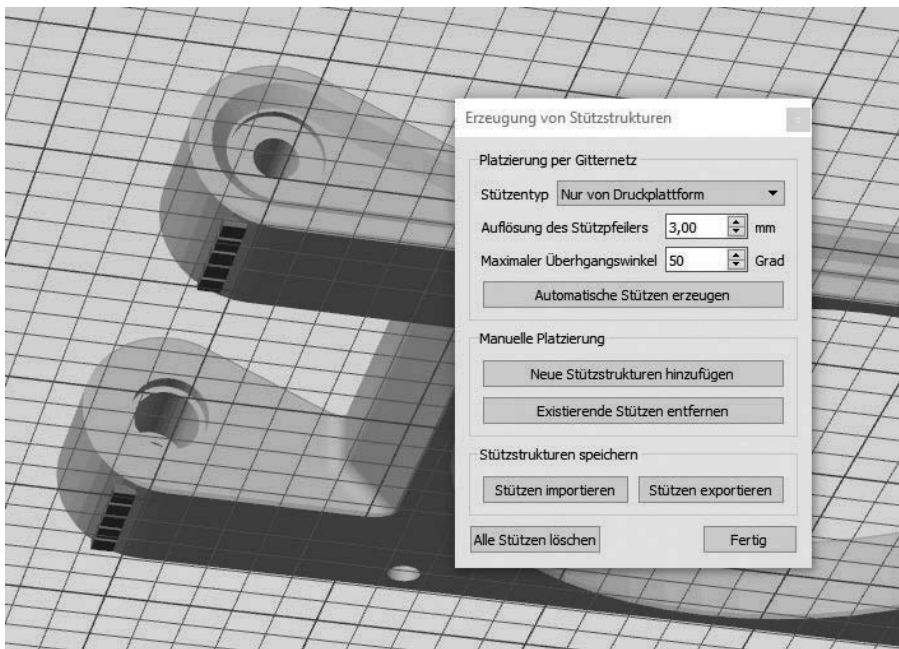 Erzeugung von Stützstrukturen
Platzierung per Gitternetz
Stützentyp Nur von Druckplattform
Auflösung des Stützpfeilers 3,00 mm
Maximaler Überhgangswinkel 50 Grad
Automatische Stützen erzeugen
Manuelle Platzierung
Neue Stützstrukturen hinzufügen
Existierende Stützen entfernen
Stützstrukturen speichern
Stützen importieren Stützen exportieren
Alle Stützen löschen Fertig